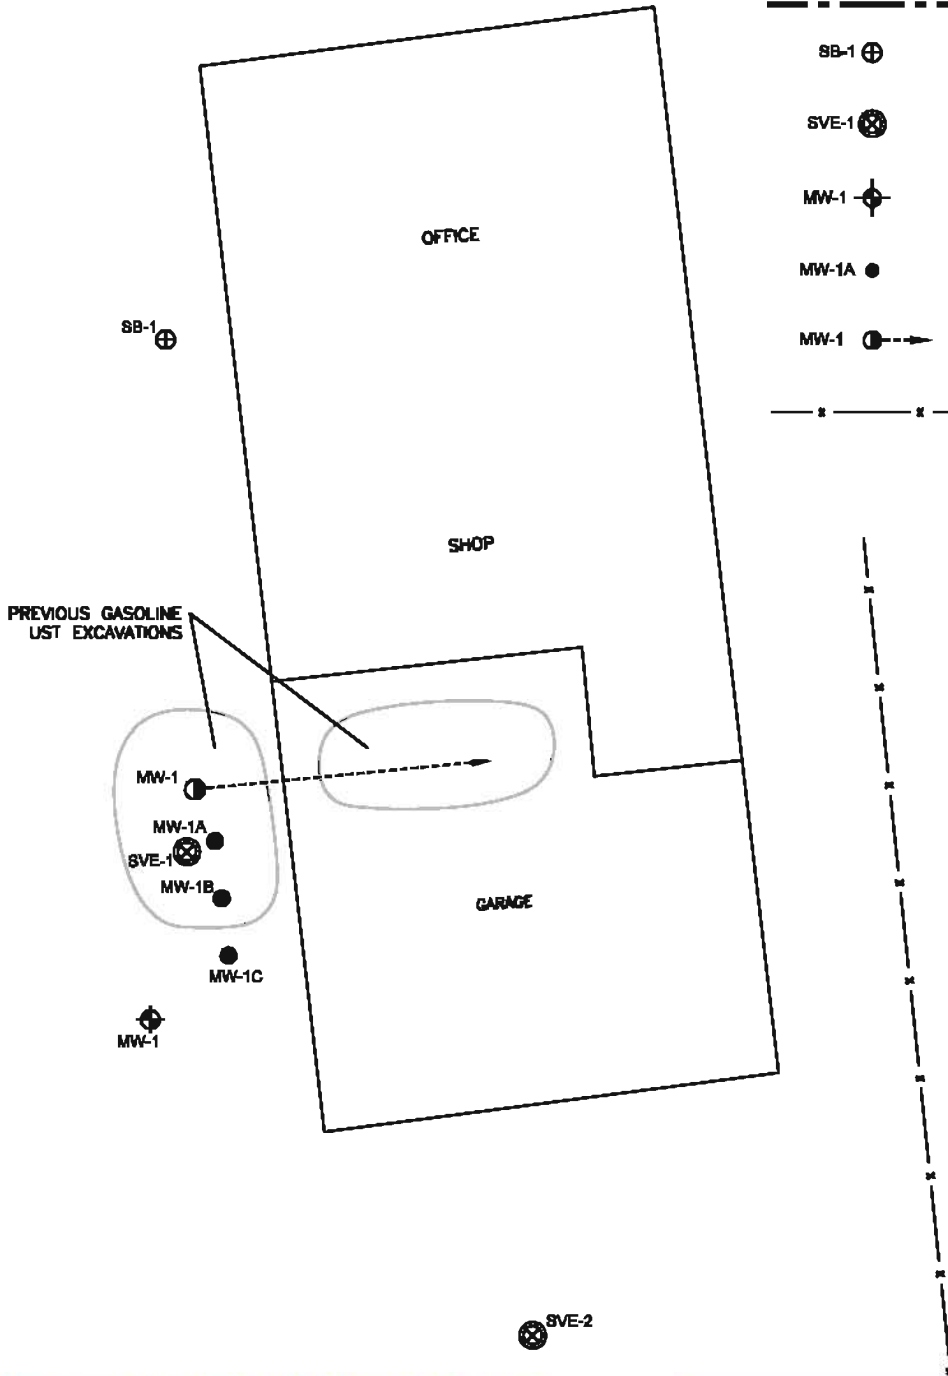 SB-1
SVE-1
MW-1
MW-1A
MW-1
OFFICE
SB-1
SHOP
PREVIOUS GASOLINE
UST EXCAVATIONS
MW-1
MW-1A
SVE-1
MW-1B
GARAGE
MW-1C
MW-1
SVE-2